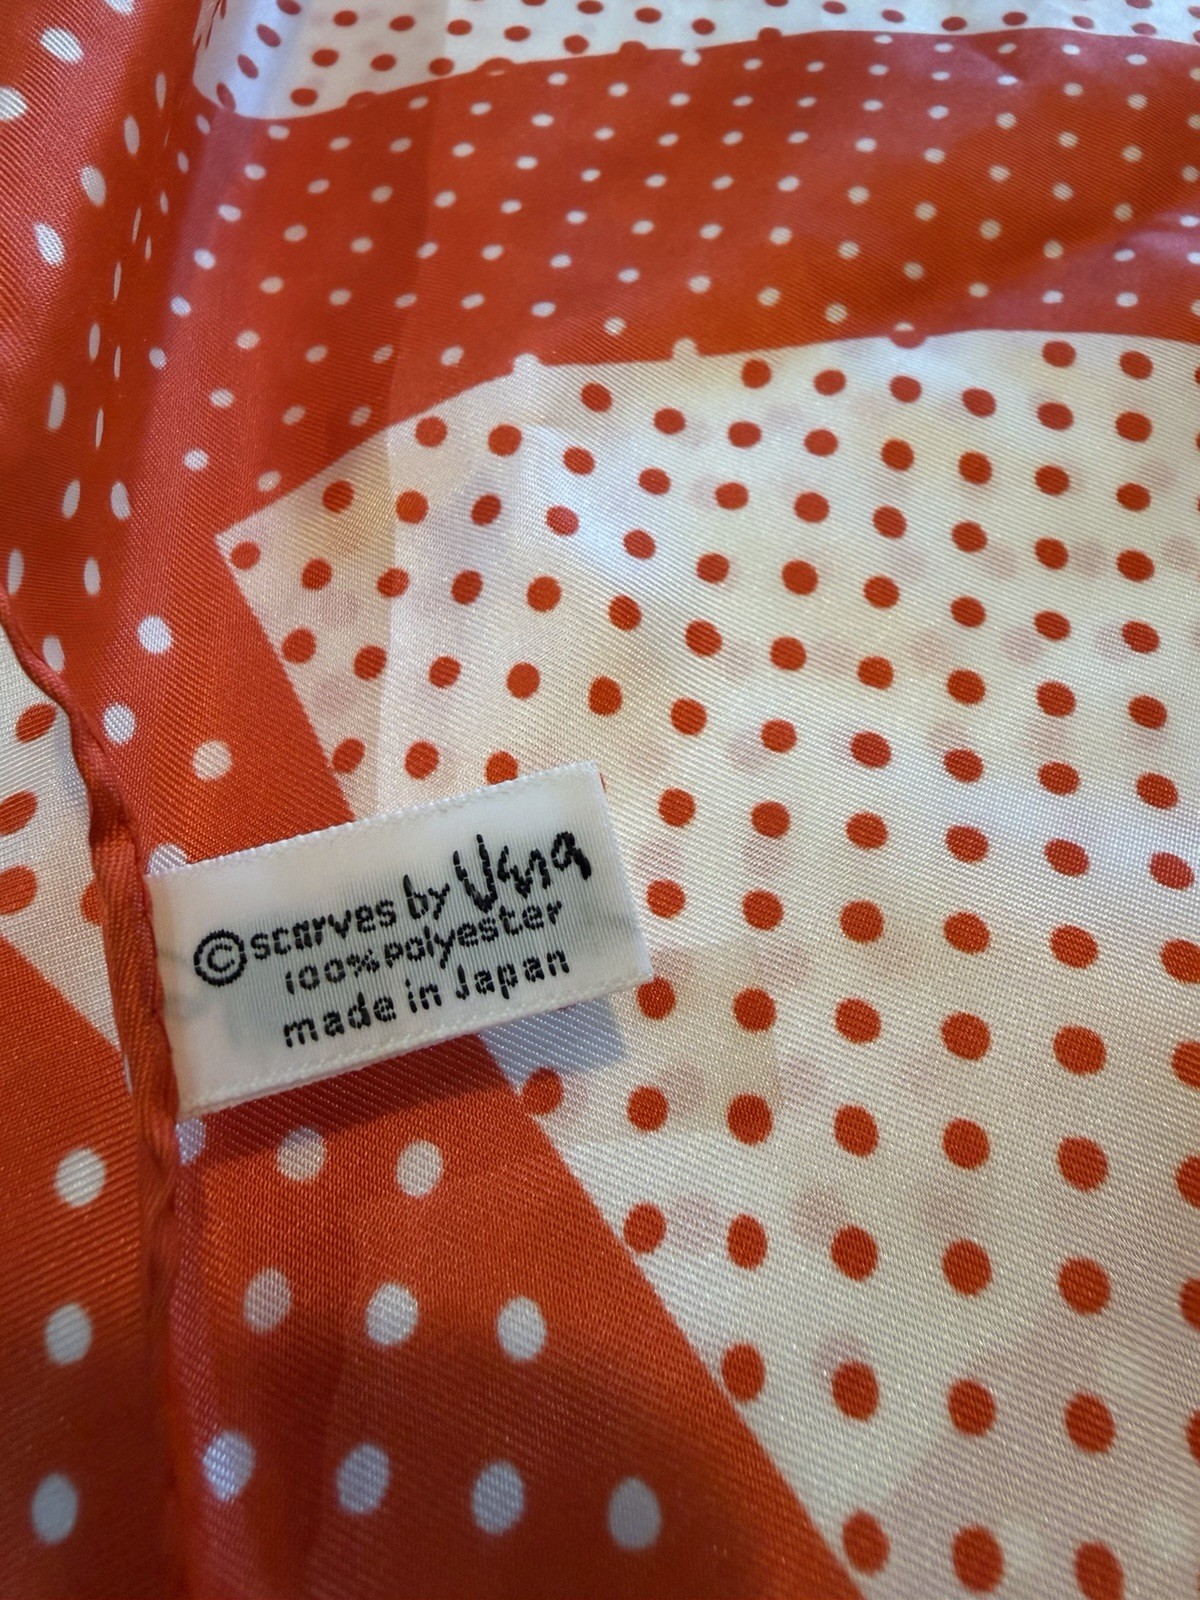 ©scarves by Vera
100% polyester
made in Japan